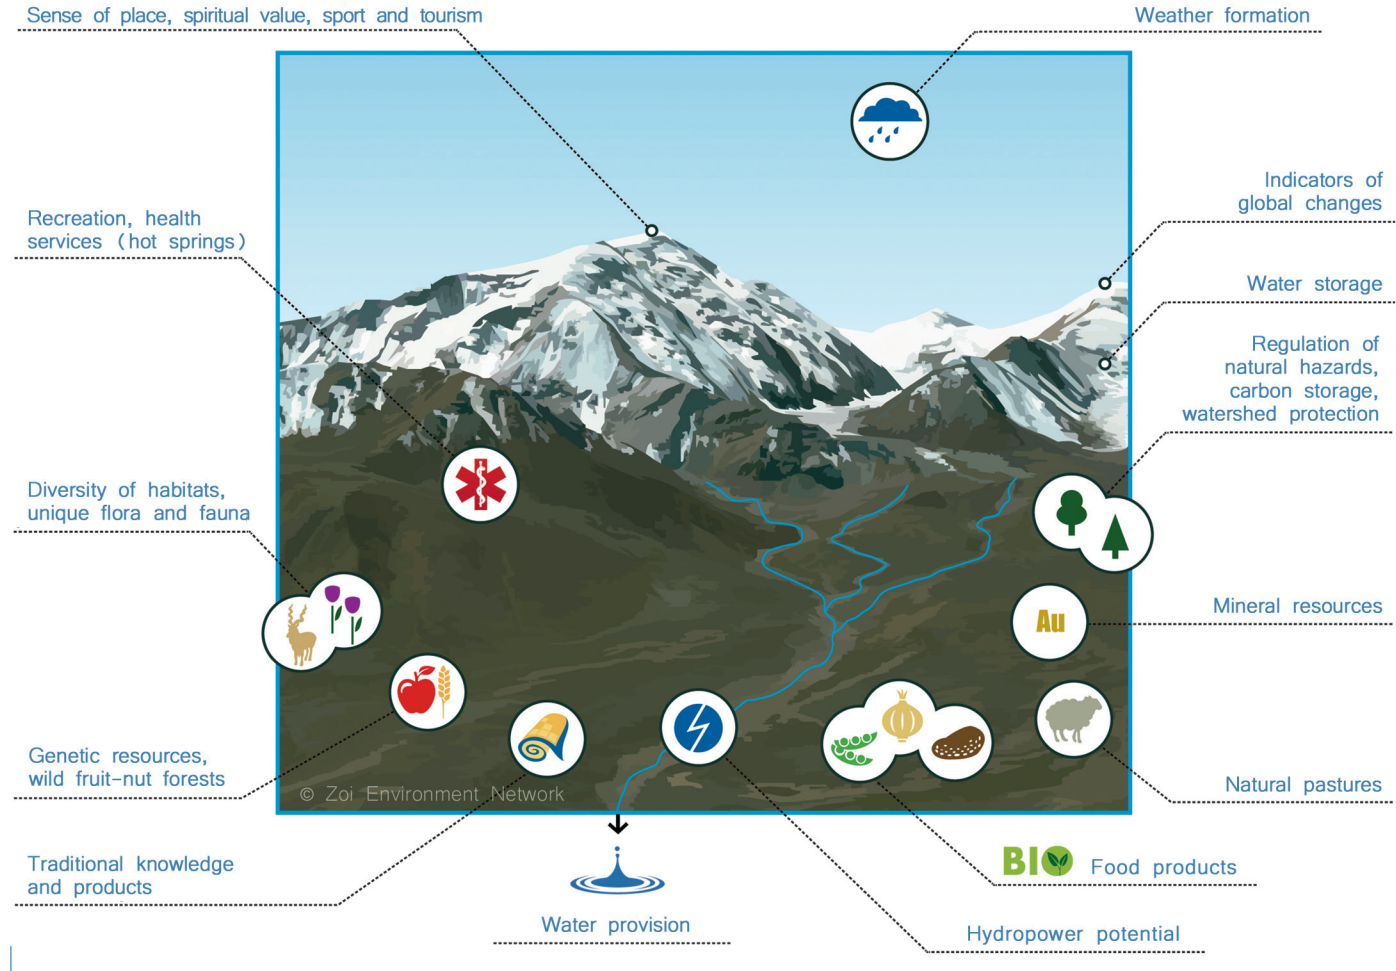 Sense of place, spiritual value, sport and tourism
Weather formation
Indicators of
global changes
Recreation, health
services (hot springs)
Water storage
Regulation of
natural hazards,
carbon storage,
watershed protection
Diversity of habitats,
unique flora and fauna
Mineral resources
Au
Genetic resources,
wild fruit-nut forests
Natural pastures
© Zoi Environment Network
Traditional knowledge
and products
BIO Food products
Water provision
Hydropower potential